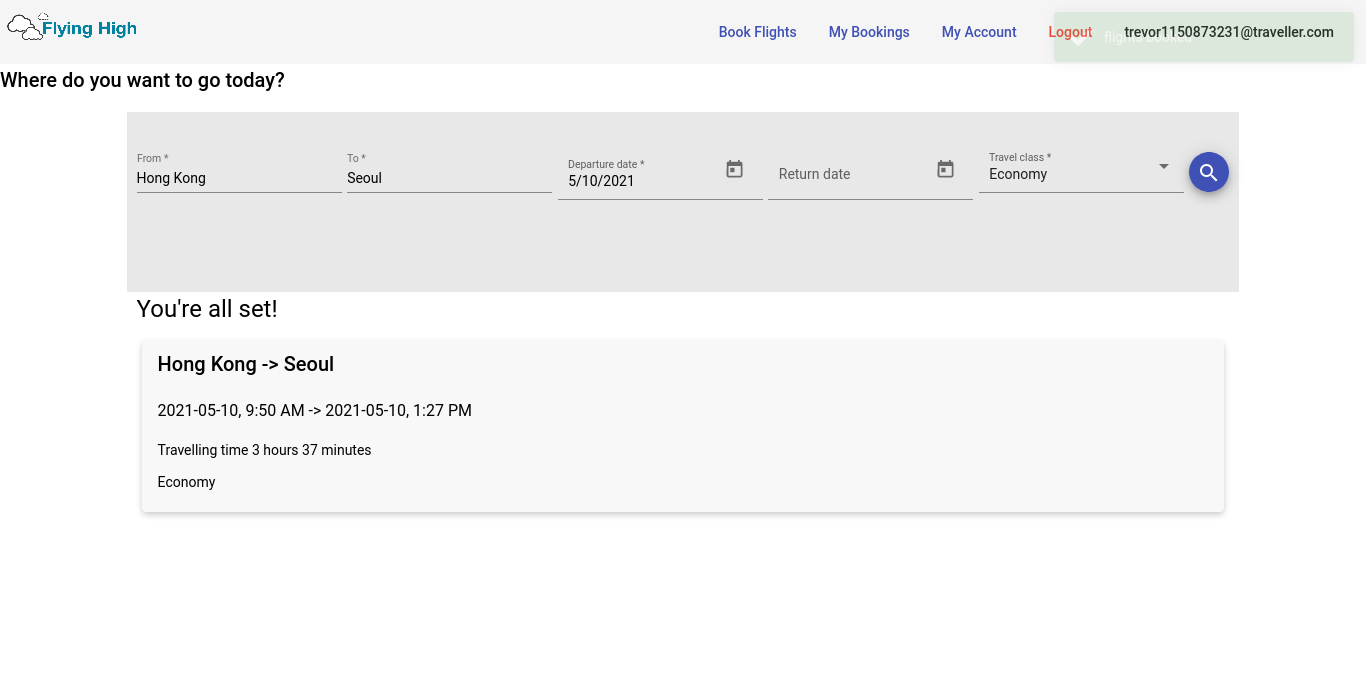 Flying High
Book Flights
My Bookings
My Account
Logout
trevor1150873231@traveller.com
flights booked
Where do you want to go today?
From *
Hong Kong
To *
Seoul
Departure date *
5/10/2021
Return date
Travel class *
Economy
You're all set!
Hong Kong -> Seoul
2021-05-10, 9:50 AM -> 2021-05-10, 1:27 PM
Travelling time 3 hours 37 minutes
Economy